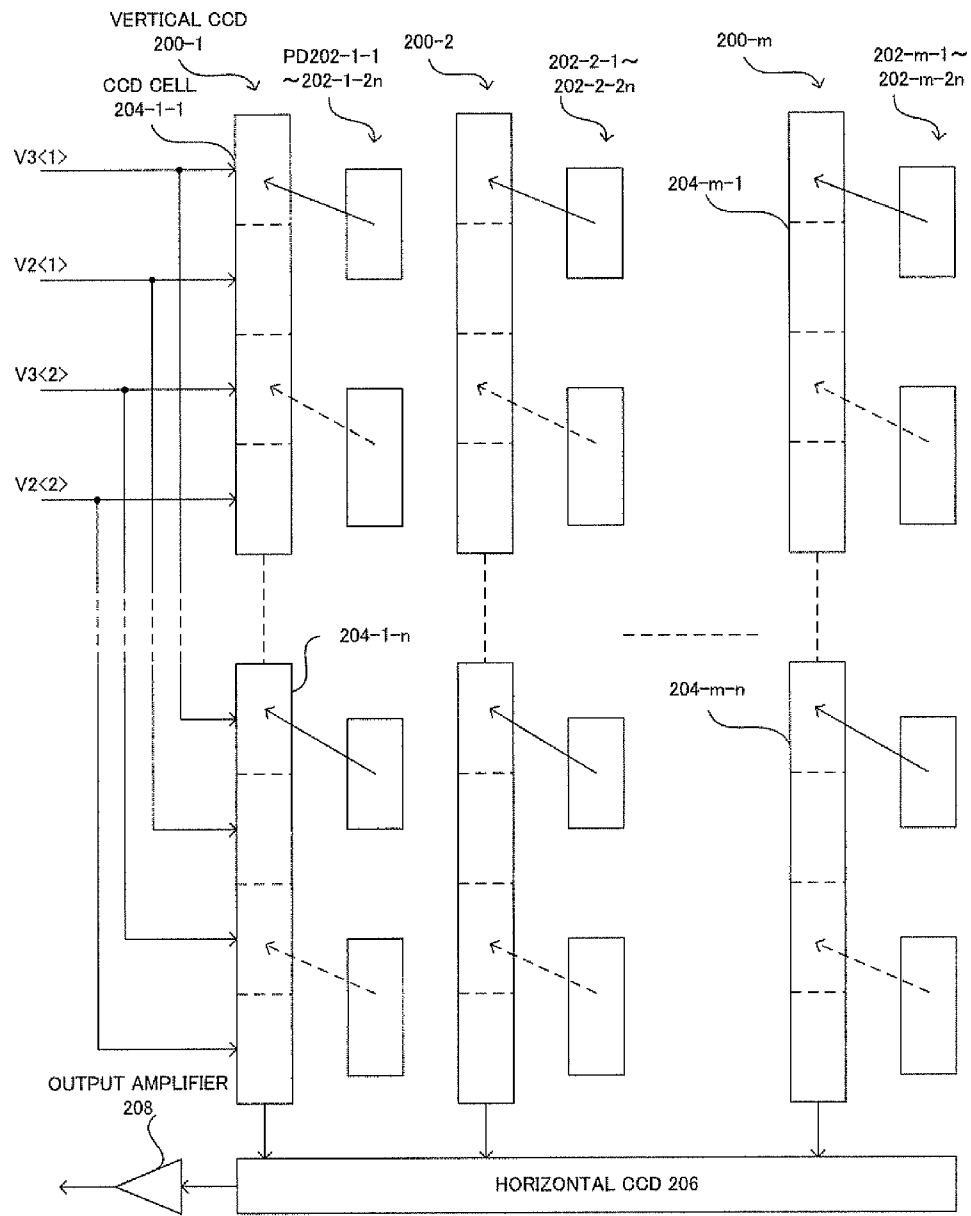 VERTICAL CCD
200-1
200-2
200-m
PD202-1-1
～202-1-2n
202-2-1～
202-2-2n
202-m-1～
202-m-2n
CCD CELL
204-1-1
V3<1>
204-m-1
V2<1>
V3<2>
V2<2>
204-1-n
204-m-n
OUTPUT AMPLIFIER
208
HORIZONTAL CCD 206